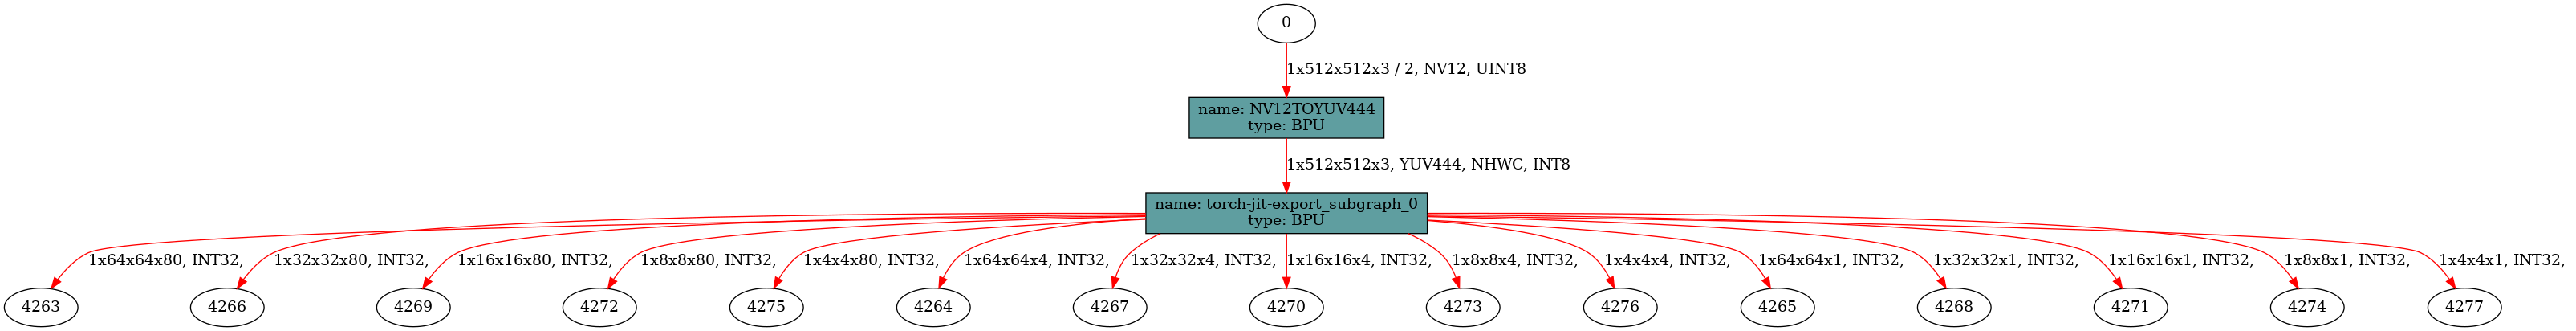 0
1x512x512x3 / 2, NV12, UINT8
name: NV12TOYUV444
type: BPU
1x512x512x3, YUV444, NHWC, INT8
name: torch-jit-export_subgraph_0
type: BPU
1x64x64x80, INT32,
1x32x32x80, INT32,
1x16x16x80, INT32,
1x8x8x80, INT32,
1x4x4x80, INT32,
1x64x64x4, INT32,
1x32x32x4, INT32,
1x16x16x4, INT32,
1x8x8x4, INT32,
1x4x4x4, INT32,
1x64x64x1, INT32,
1x32x32x1, INT32,
1x16x16x1, INT32,
1x8x8x1, INT32,
1x4x4x1, INT32,
4263
4266
4269
4272
4275
4264
4267
4270
4273
4276
4265
4268
4271
4274
4277